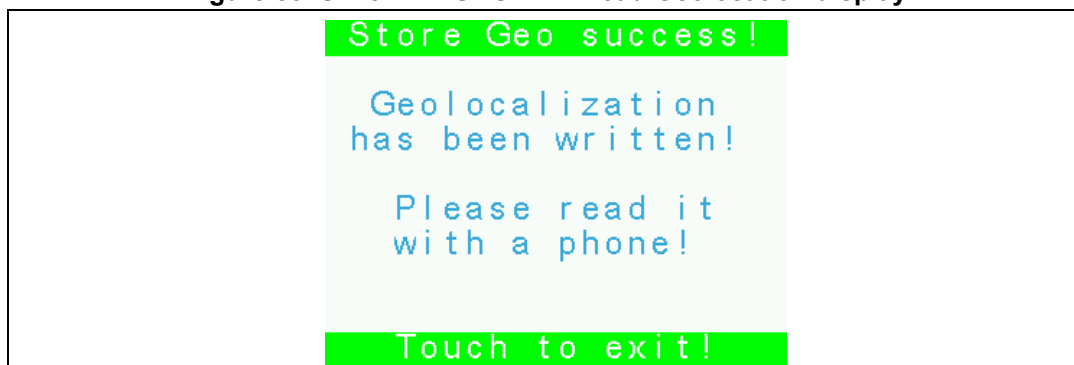 Store Geo success!
Geolocalization
has been written!
Please read it
with a phone!
Touch to exit!